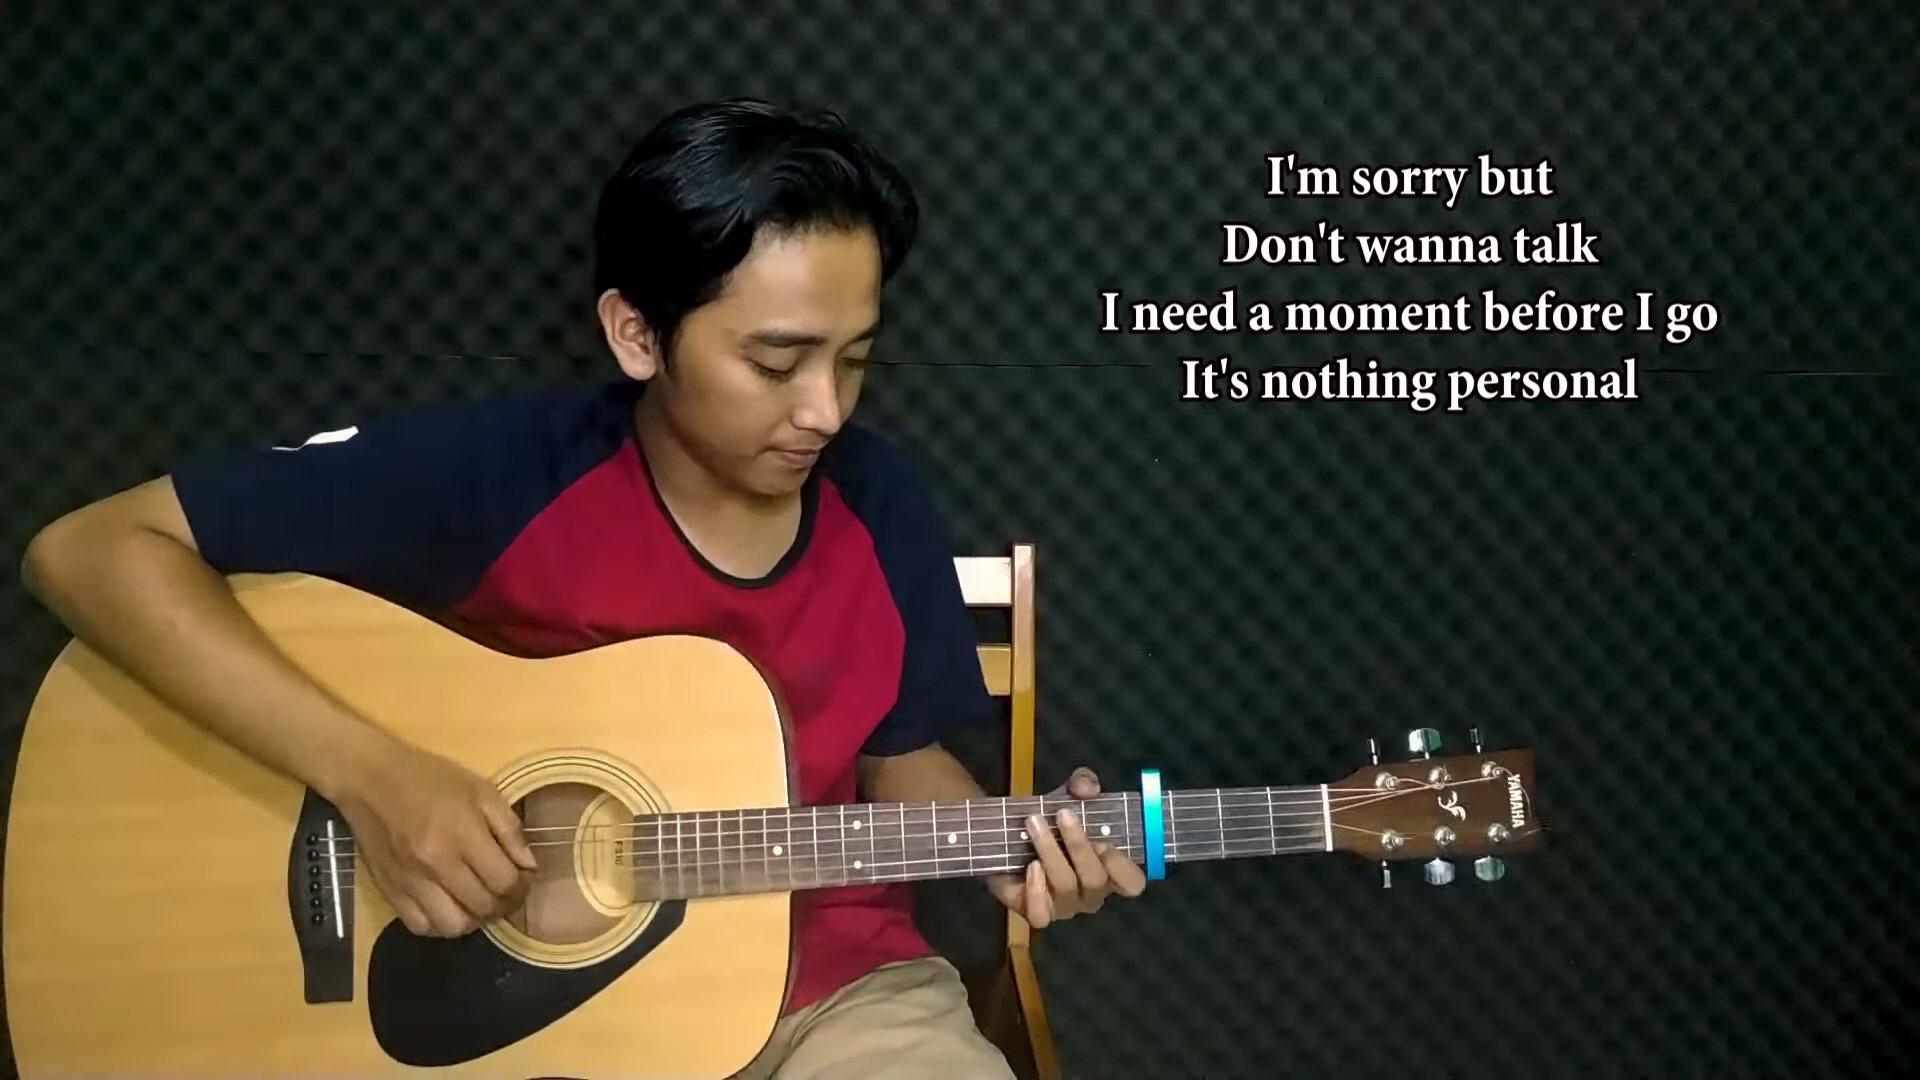 I'm sorry but
Don't wanna talk
I need a moment before I go
It's nothing personal
YAMAHA